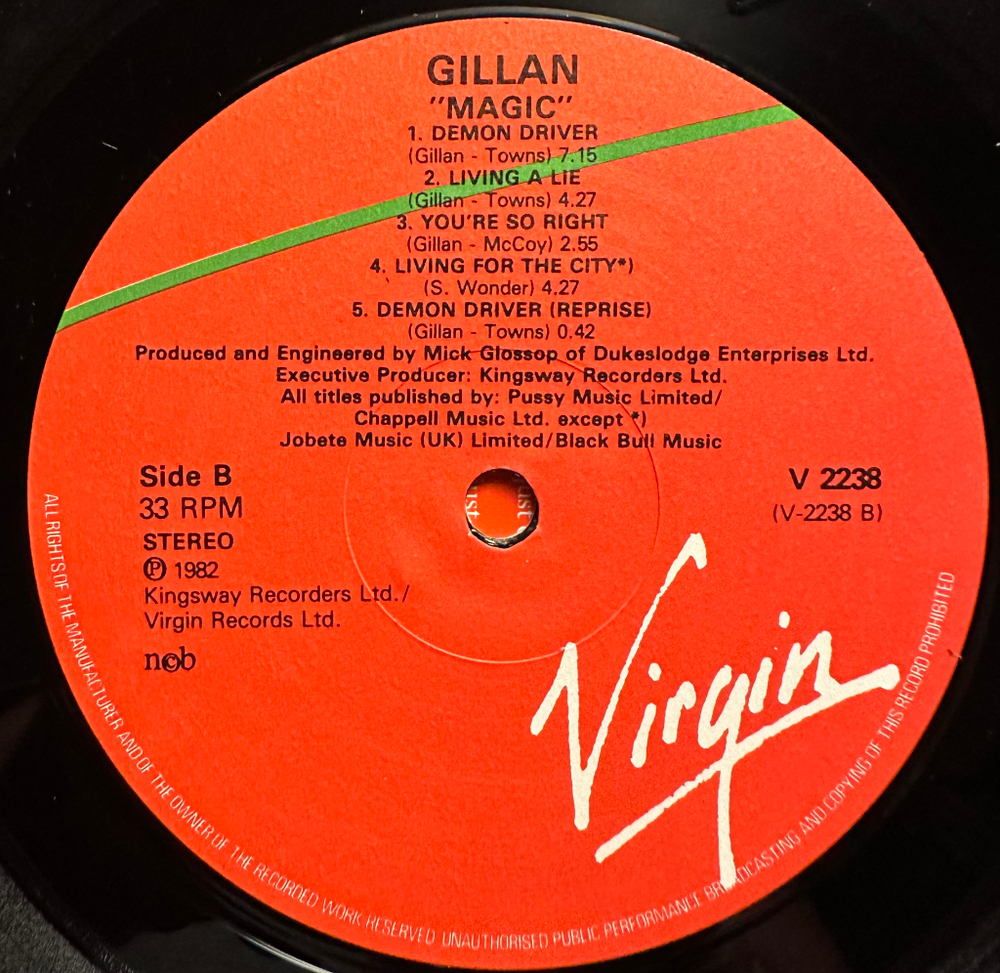 GILLAN
"MAGIC"
1. DEMON DRIVER
(Gillan - Towns) 7.15
2. LIVING A LIE
(Gillan - Towns) 4.27
3. YOU'RE SO RIGHT
(Gillan - McCoy) 2.55
4. LIVING FOR THE CITY*)
(S. Wonder) 4.27
5. DEMON DRIVER (REPRISE)
(Gillan - Towns) 0.42
Produced and Engineered by Mick Glossop of Dukeslodge Enterprises Ltd.
Executive Producer: Kingsway Recorders Ltd.
All titles published by: Pussy Music Limited/
Chappell Music Ltd. except *)
Jobete Music (UK) Limited/Black Bull Music
Side B
33 RPM
STEREO
Ⓟ 1982
Kingsway Recorders Ltd./
Virgin Records Ltd.
n©b
V 2238
(V-2238 B)
Virgin
ALL RIGHTS OF THE MANUFACTURER AND OF THE OWNER OF THE RECORDED WORK RESERVED UNAUTHORISED PUBLIC PERFORMANCE BROADCASTING AND COPYING OF THIS RECORD PROHIBITED